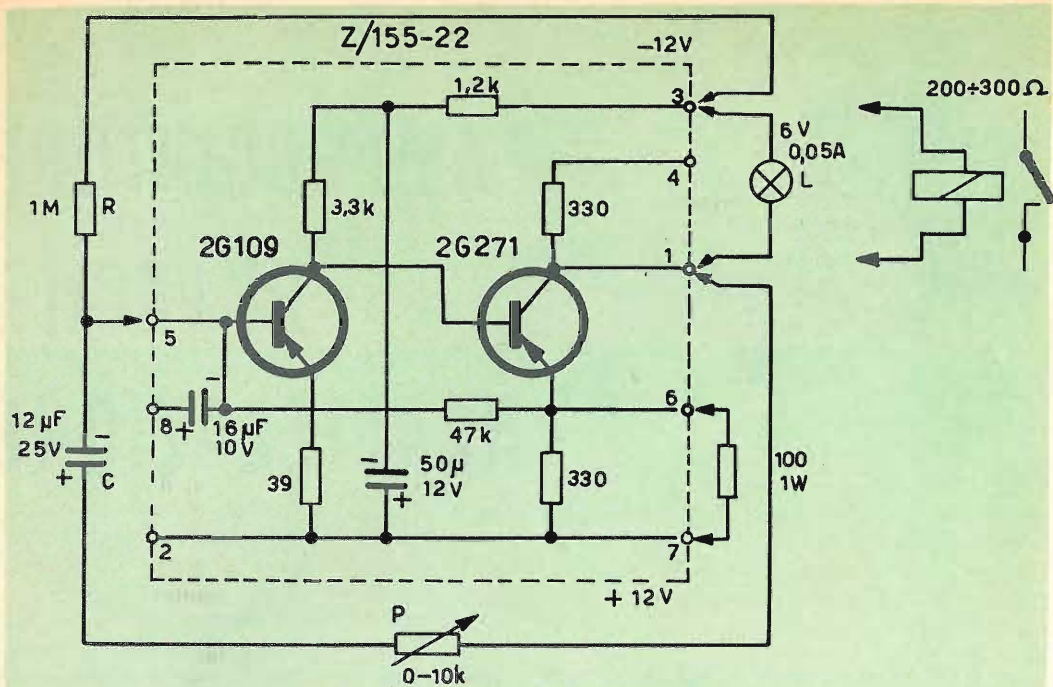 Z/155-22
-12V
1,2k
3
200÷300Ω
6V
0,05A
4
L
1M
R
3,3k
330
2G109
2G271
1
5
6
8
+
-
16µF
10V
47k
12µF
25V
-
+
C
39
-
50µ
12V
+
330
100
1W
2
7
+12V
P
0-10k